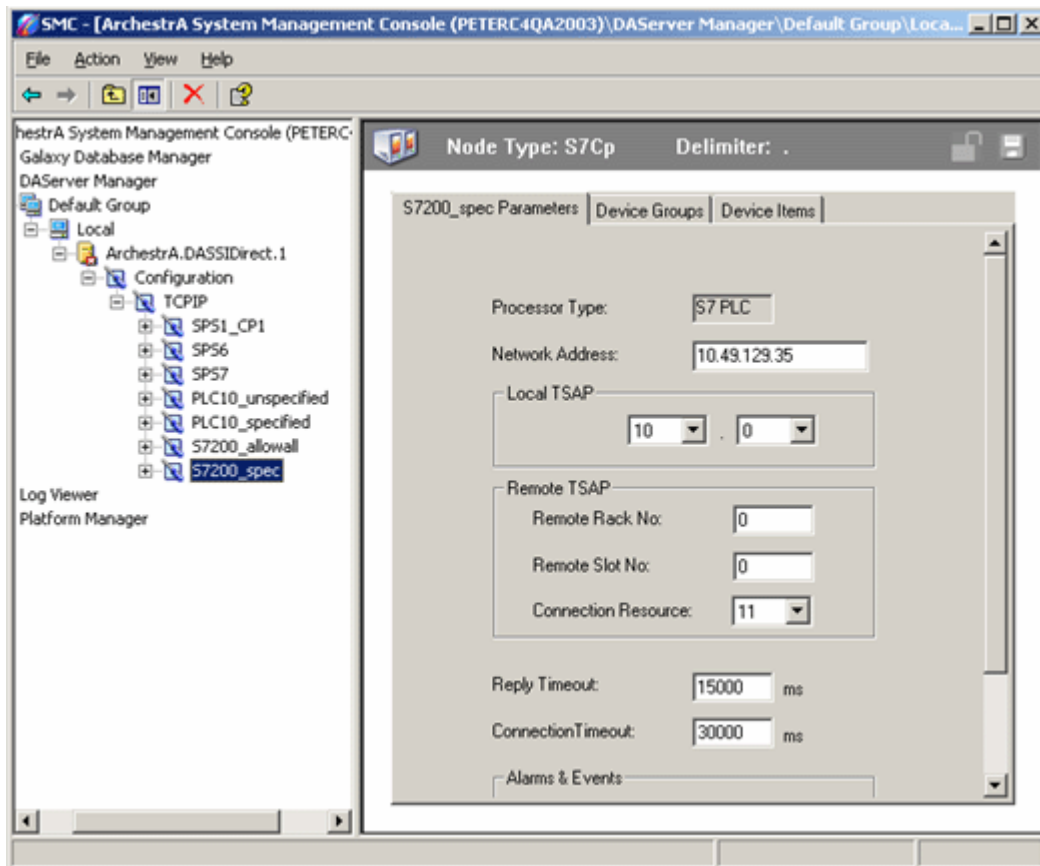 SMC - [ArchestrA System Management Console (PETERC4QA2003)\DAServer Manager\Default Group\Loca...
File Action View Help
hestrA System Management Console (PETERC
Galaxy Database Manager
DAServer Manager
Default Group
Local
ArchestrA.DASSIDirect.1
Configuration
TCPIP
SPS1_CP1
SPS6
SPS7
PLC10_unspecified
PLC10_specified
S7200_allowall
S7200_spec
Log Viewer
Platform Manager
Node Type: S7Cp Delimiter: .
S7200_spec Parameters Device Groups Device Items
Processor Type: S7 PLC
Network Address: 10.49.129.35
Local TSAP
10 . 0
Remote TSAP
Remote Rack No: 0
Remote Slot No: 0
Connection Resource: 11
Reply Timeout: 15000 ms
ConnectionTimeout: 30000 ms
Alarms & Events